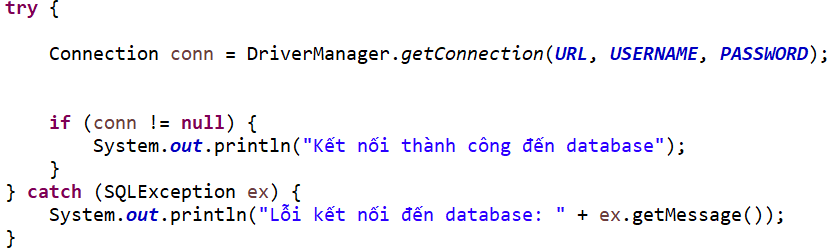 try {
Connection conn = DriverManager.getConnection(URL, USERNAME, PASSWORD);
if (conn != null) {
System.out.println("Kết nối thành công đến database");
}
} catch (SQLException ex) {
System.out.println("Lỗi kết nối đến database: " + ex.getMessage());
}